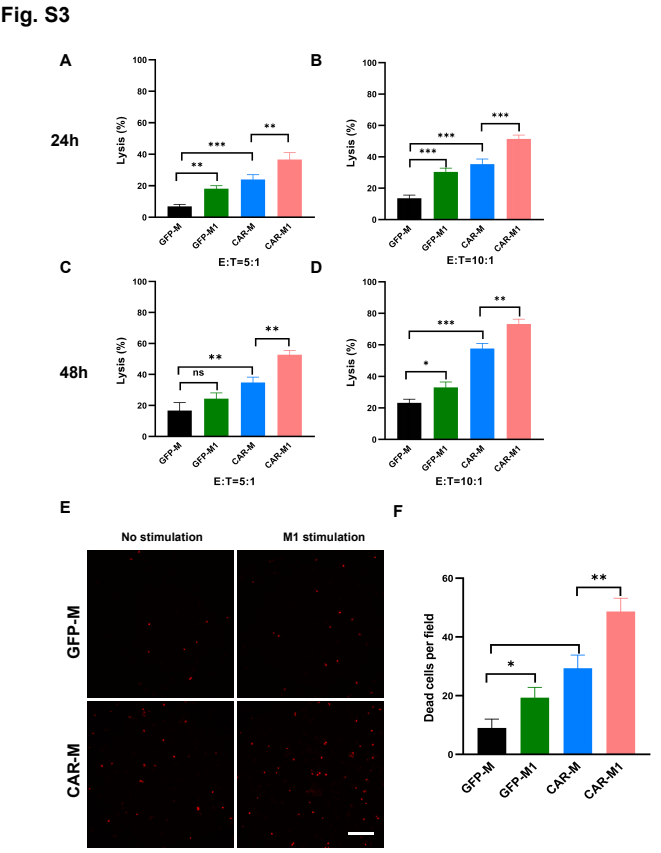 Fig. S3
A
B
24h
Lysis (%)
100
80
60
40
20
0
**
***
**
GFP-M
GFP-M1
CAR-M
CAR-M1
E:T=5:1
Lysis (%)
100
80
60
40
20
0
***
***
***
GFP-M
GFP-M1
CAR-M
CAR-M1
E:T=10:1
C
D
48h
Lysis (%)
100
80
60
40
20
0
ns
**
**
GFP-M
GFP-M1
CAR-M
CAR-M1
E:T=5:1
Lysis (%)
100
80
60
40
20
0
*
***
**
GFP-M
GFP-M1
CAR-M
CAR-M1
E:T=10:1
E
No stimulation
M1 stimulation
GFP-M
CAR-M
F
Dead cells per field
60
40
20
0
*
**
GFP-M
GFP-M1
CAR-M
CAR-M1